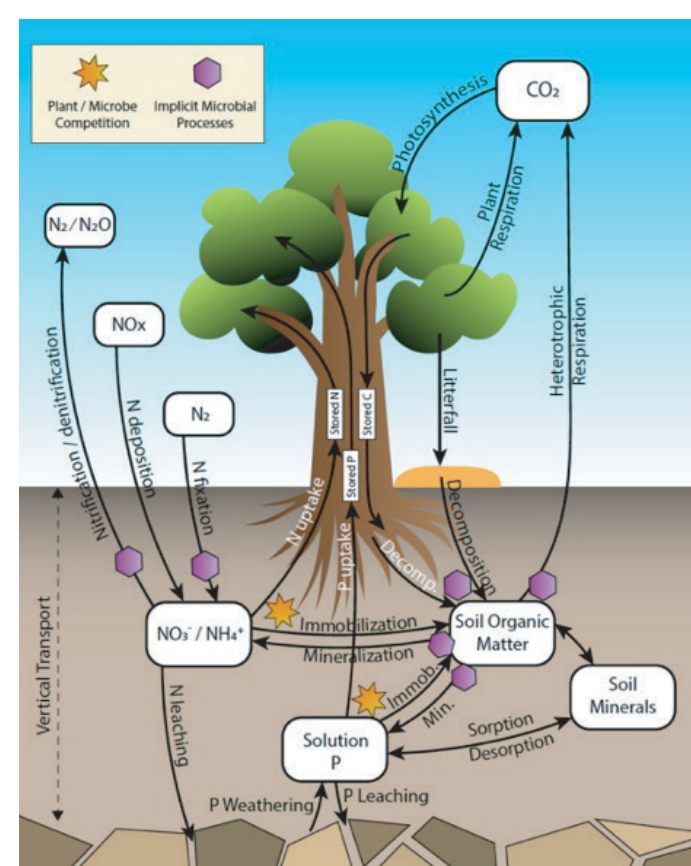 Plant / Microbe
Competition
Implicit Microbial
Processes
CO₂
Photosynthesis
Plant
Respiration
Heterotrophic
Respiration
N₂/N₂O
NOx
N₂
Nitrification / denitrification
N deposition
N fixation
Stored N
Stored P
Stored C
Litterfall
N uptake
P uptake
Decomp.
Decomposition
Vertical Transport
NO₃⁻/ NH₄⁺
Immobilization
Mineralization
Soil Organic
Matter
Immob.
Min.
Soil
Minerals
Sorption
Desorption
Solution
P
N leaching
P Weathering
P Leaching